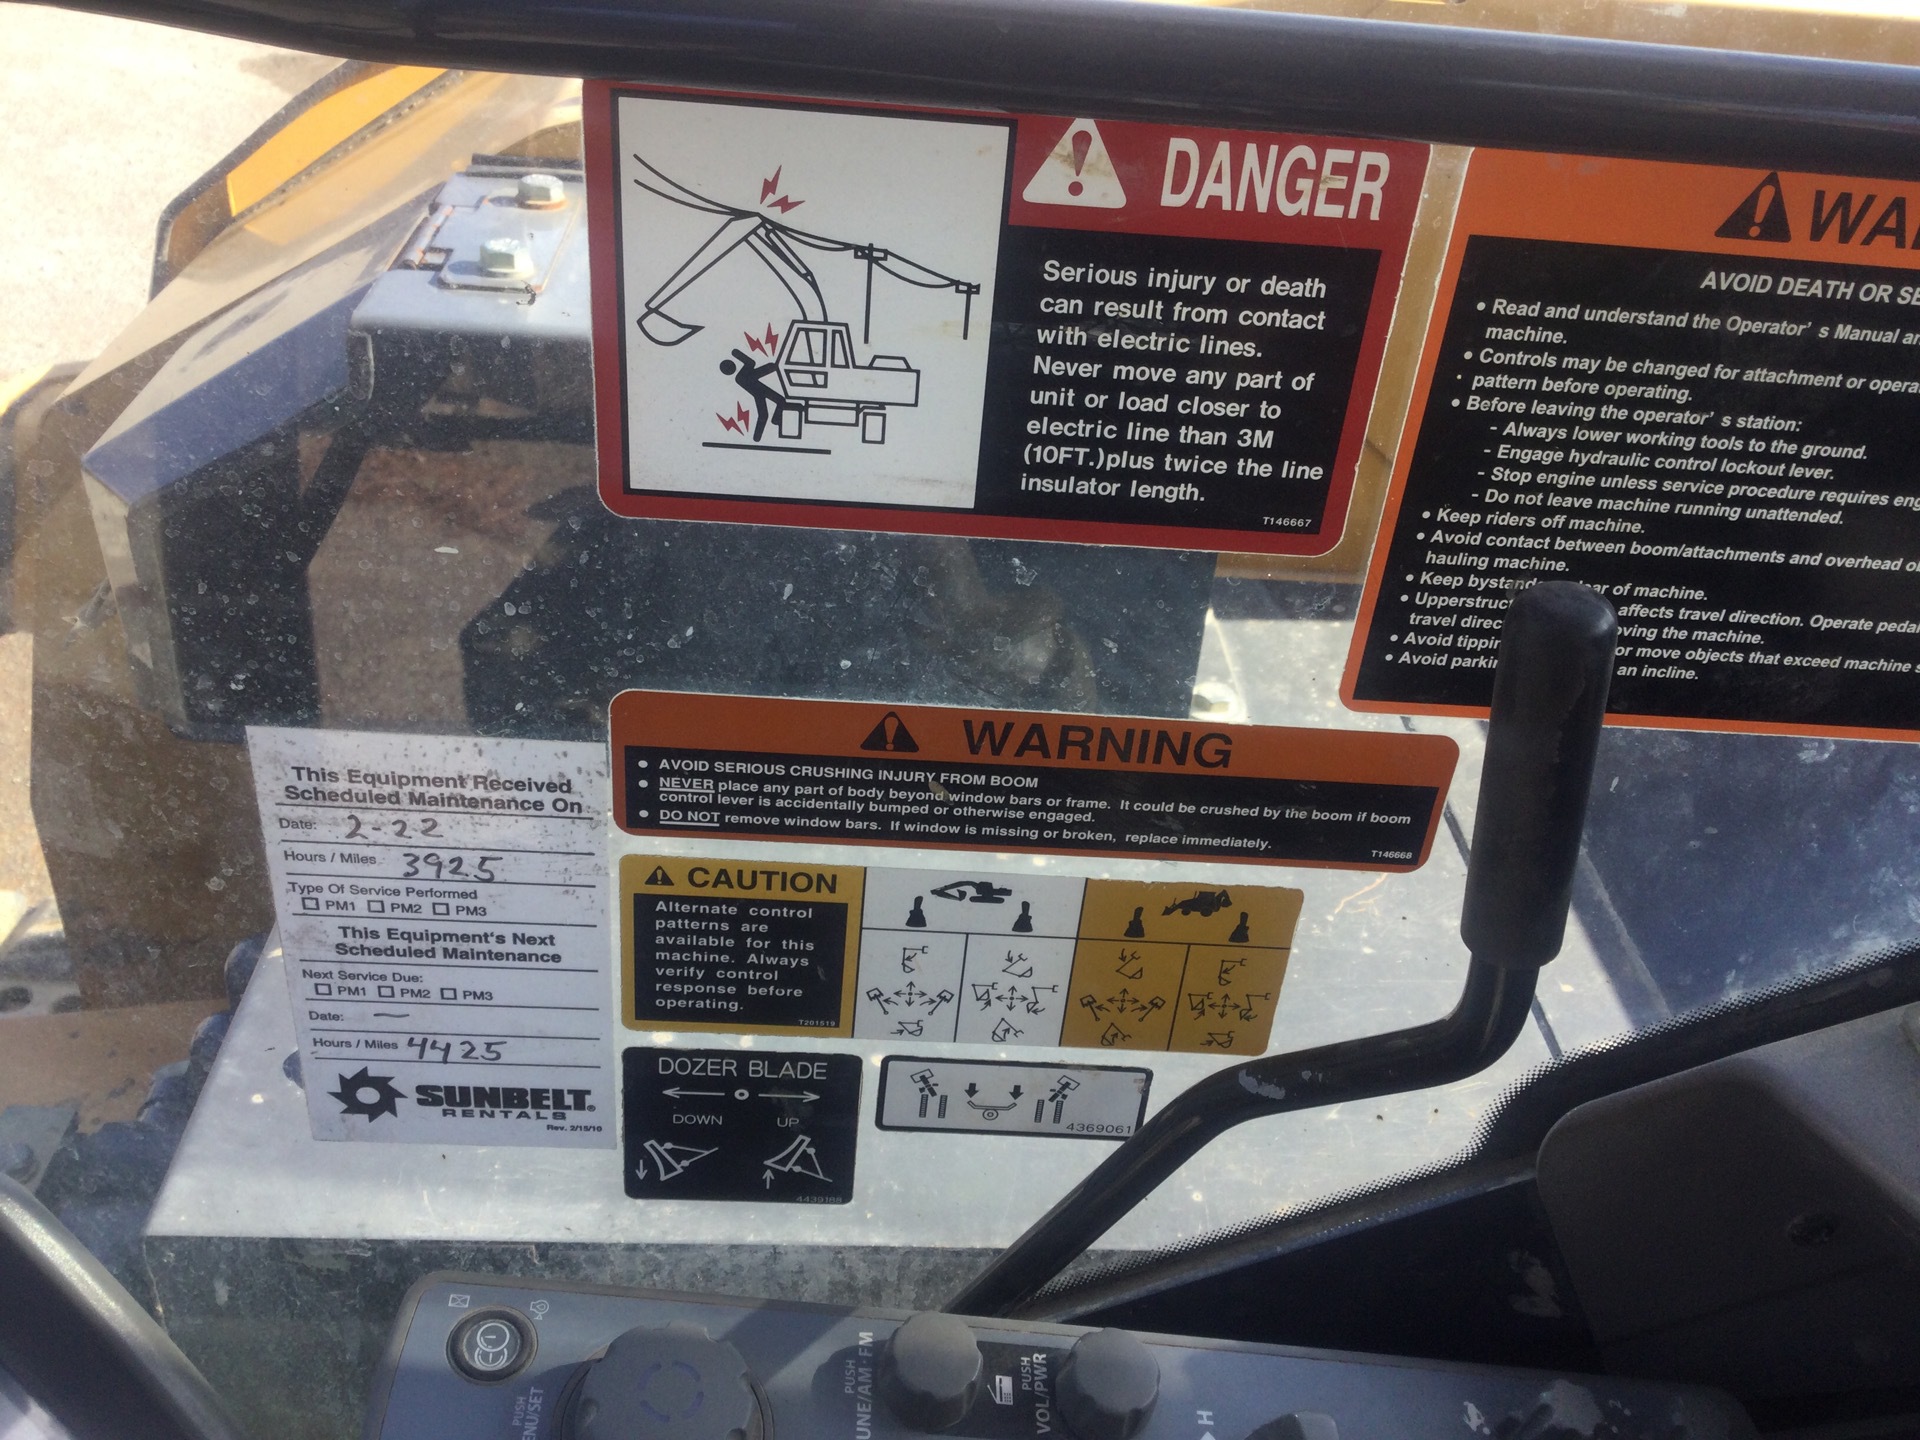 DANGER
Serious injury or death
can result from contact
with electric lines.
Never move any part of
unit or load closer to
electric line than 3M
(10FT.)plus twice the line
insulator length.
T146667
AVOID DEATH OR
• Read and understand the Operator' s Manual
machine.
• Controls may be changed for attachment or
pattern before operating.
• Before leaving the operator' s station:
- Always lower working tools to the ground.
- Engage hydraulic control lockout lever.
- Stop engine unless service procedure requires
- Do not leave machine running unattended.
• Keep riders off machine.
• Avoid contact between boom/attachments and overhead
hauling machine.
• Keep of machine.
• affects travel direction. Operate
travel the machine.
• Avoid or move objects that exceed machine
• Avoid an incline.
WARNING
• AVOID SERIOUS CRUSHING INJURY FROM BOOM
• NEVER place any part of body beyond window bars or frame. It could be crushed by the boom if boom
control lever is accidentally bumped or otherwise engaged.
• DO NOT remove window bars. If window is missing or broken, replace immediately.
T146668
This Equipment Received
Scheduled Maintenance On
Date: 2-22
Hours / Miles 3925
Type Of Service Performed
PM1 PM2 PM3
This Equipment's Next
Scheduled Maintenance
Next Service Due:
PM1 PM2 PM3
Date: —
Hours / Miles 4425
SUNBELT.
RENTALS
Rev. 2/15/10
CAUTION
Alternate control
patterns are
available for this
machine. Always
verify control
response before
operating.
T201519
DOZER BLADE
DOWN UP
4439168
4369061
PUSH
PUSH
AM·FM
PUSH
VOL/PWR
H